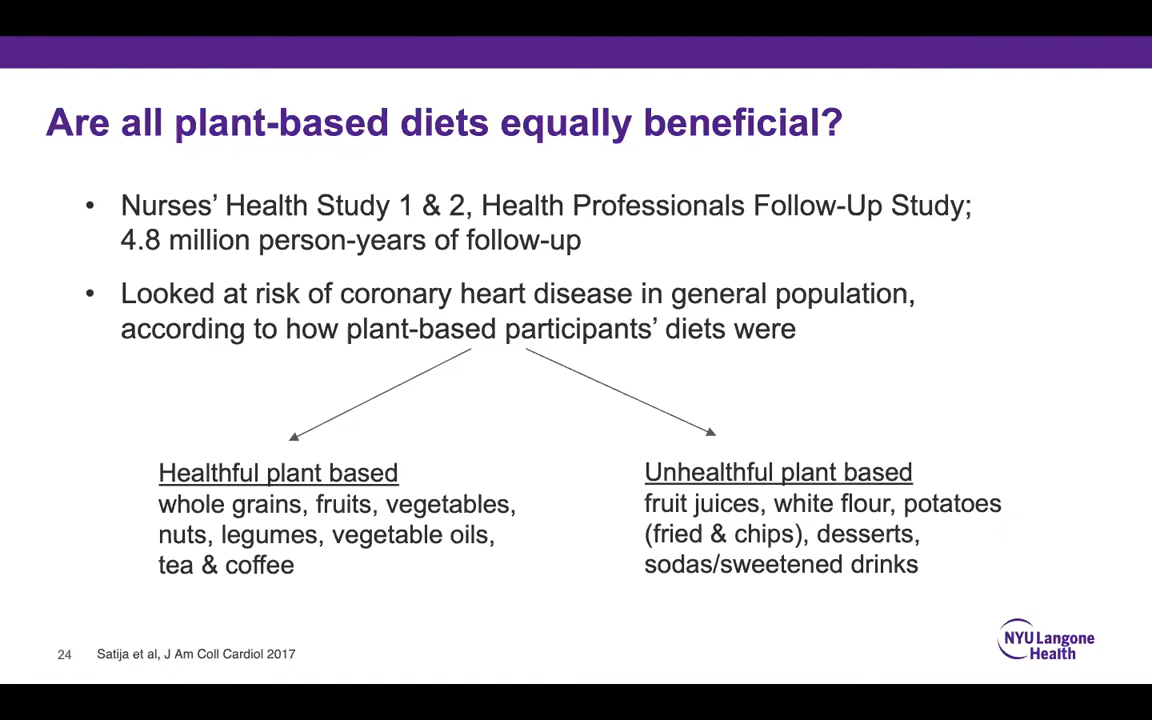 Are all plant-based diets equally beneficial?
• Nurses’ Health Study 1 & 2, Health Professionals Follow-Up Study;
4.8 million person-years of follow-up
• Looked at risk of coronary heart disease in general population,
according to how plant-based participants’ diets were
Healthful plant based
whole grains, fruits, vegetables,
nuts, legumes, vegetable oils,
tea & coffee
Unhealthful plant based
fruit juices, white flour, potatoes
(fried & chips), desserts,
sodas/sweetened drinks
24
Satija et al, J Am Coll Cardiol 2017
NYU Langone
Health